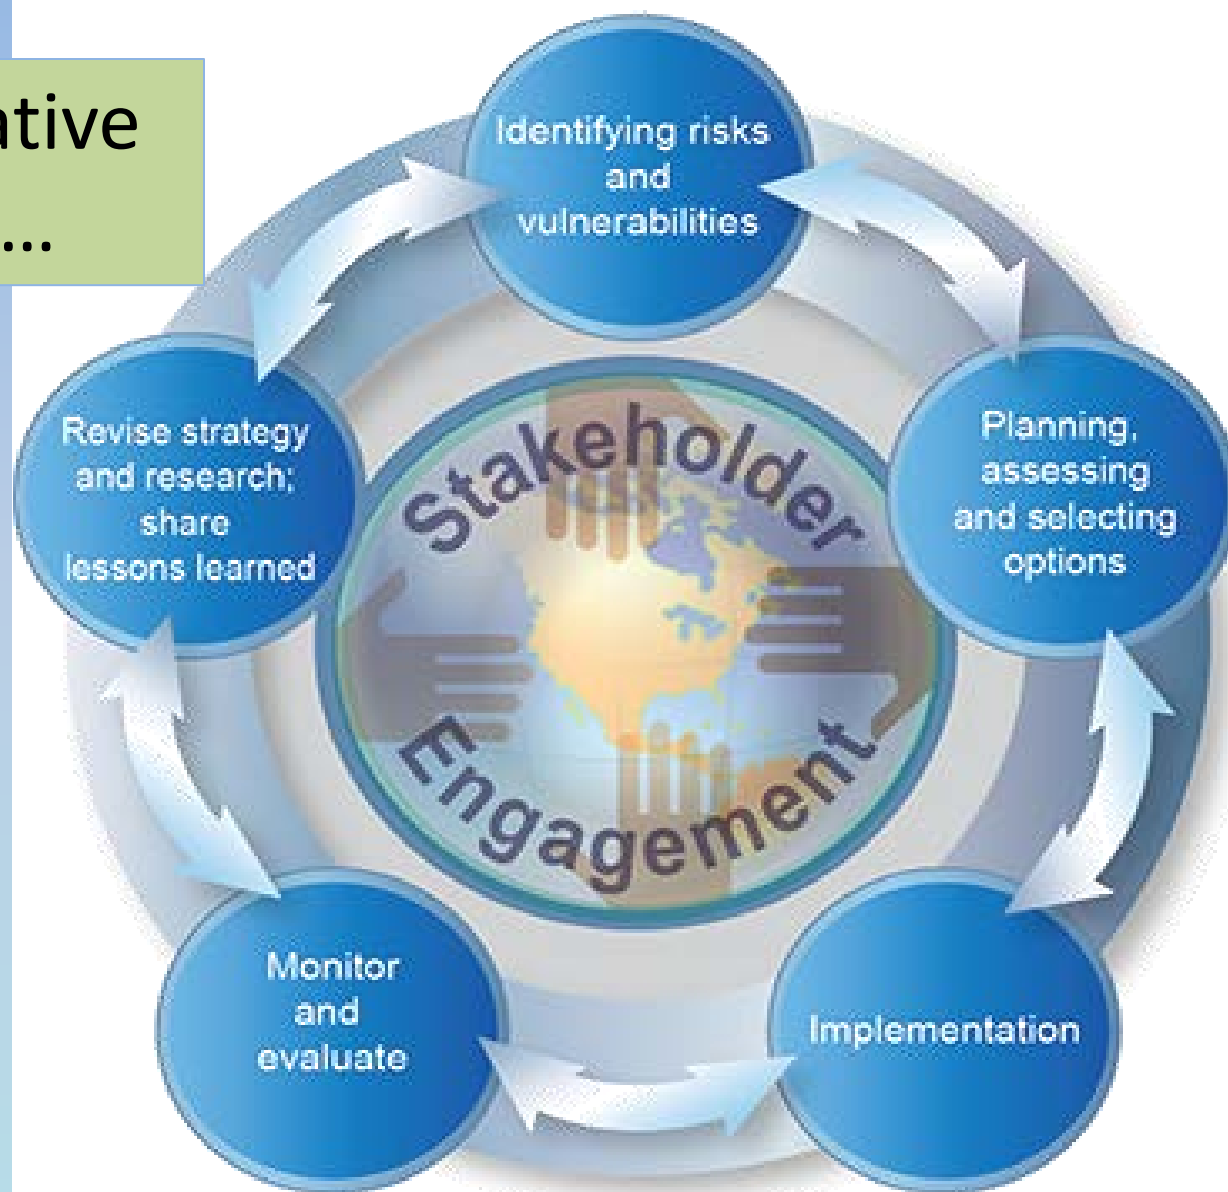 ative
...
Identifying risks
and
vulnerabilities
Planning,
assessing
and selecting
options
Implementation
Monitor
and
evaluate
Revise strategy
and research;
share
lessons learned
Stakeholder
Engagement